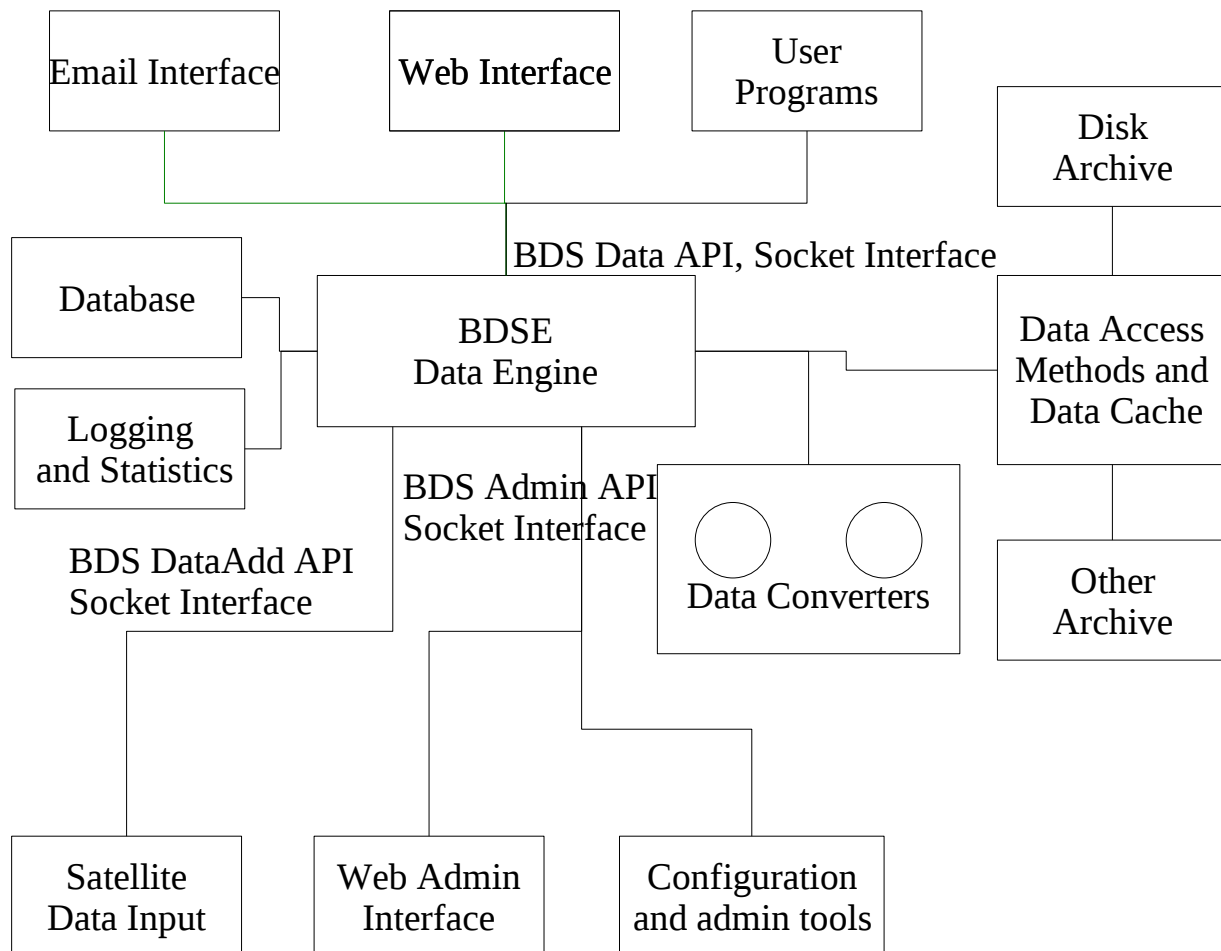 Email Interface
Web Interface
User
Programs
Disk
Archive
BDS Data API, Socket Interface
Database
BDSE
Data Engine
Data Access
Methods and
Data Cache
Logging
and Statistics
BDS Admin API
Socket Interface
BDS DataAdd API
Socket Interface
Data Converters
Other
Archive
Satellite
Data Input
Web Admin
Interface
Configuration
and admin tools